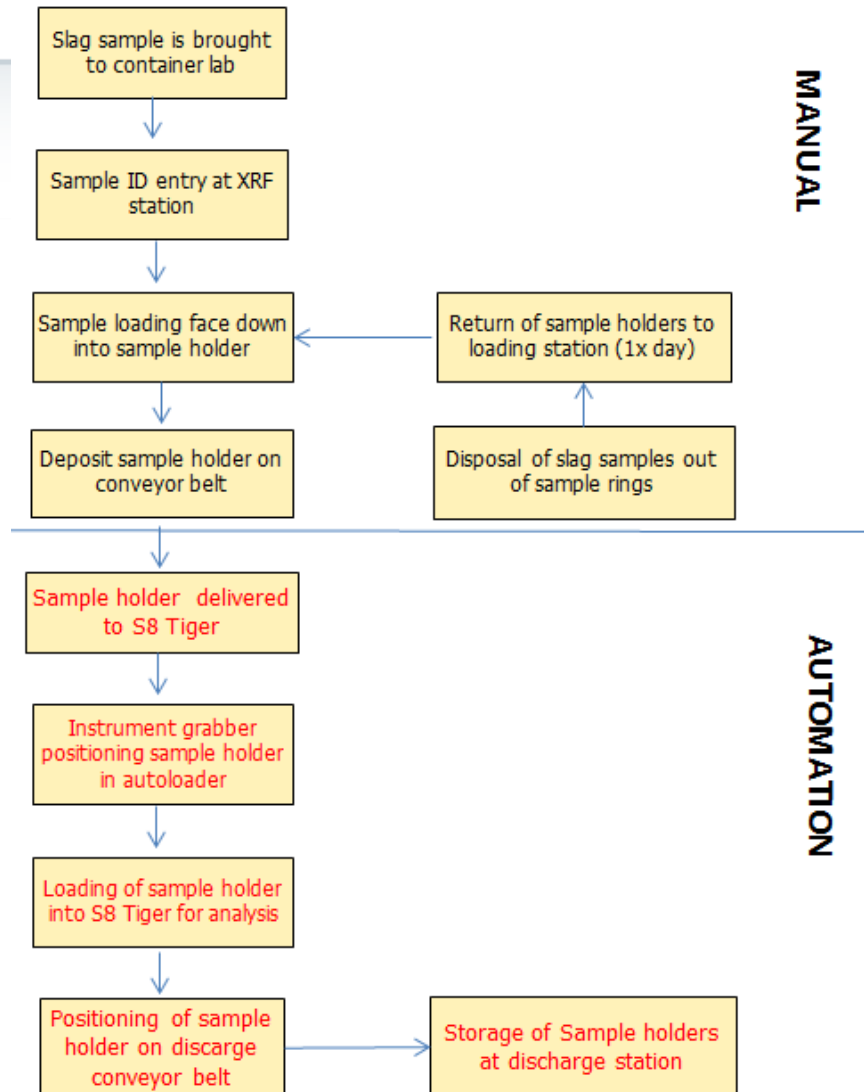 Slag sample is brought
to container lab
MANUAL
Sample ID entry at XRF
station
Sample loading face down
into sample holder
Return of sample holders to
loading station (1x day)
Deposit sample holder on
conveyor belt
Disposal of slag samples out
of sample rings
Sample holder delivered
to S8 Tiger
AUTOMATION
Instrument grabber
positioning sample holder
in autoloader
Loading of sample holder
into S8 Tiger for analysis
Positioning of sample
holder on discarge
conveyor belt
Storage of Sample holders
at discharge station